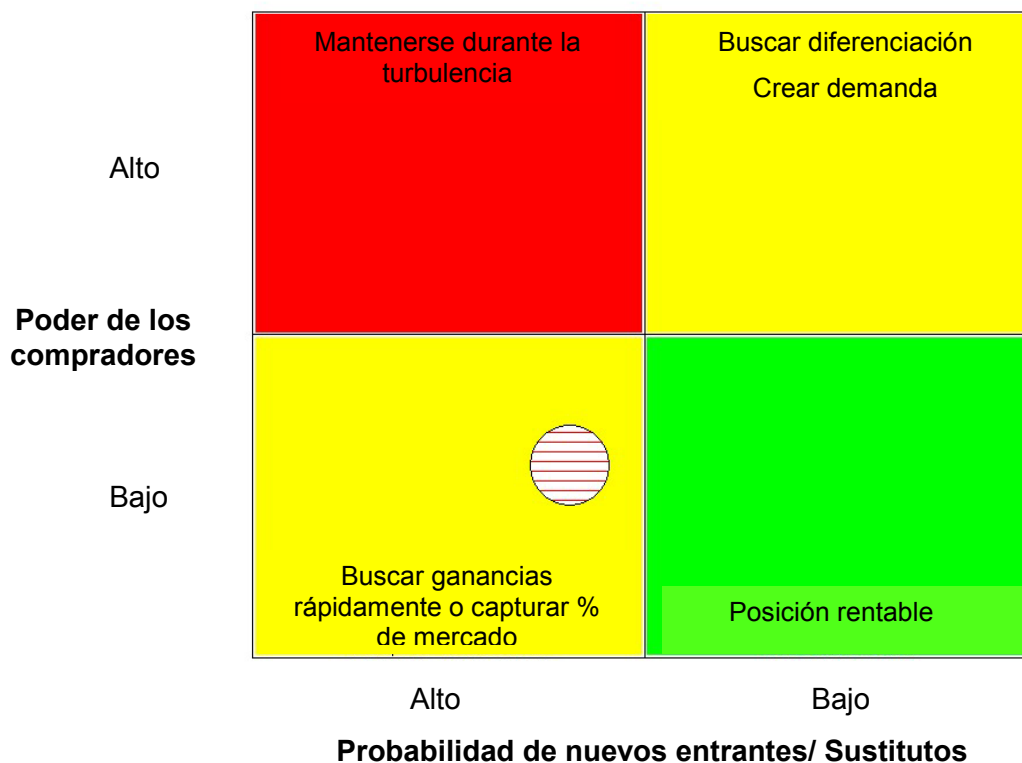 Mantenerse durante la
turbulencia
Buscar diferenciación
Crear demanda
Alto
Poder de los
compradores
Bajo
Buscar ganancias
rápidamente o capturar %
de mercado
Posición rentable
Alto
Bajo
Probabilidad de nuevos entrantes/ Sustitutos